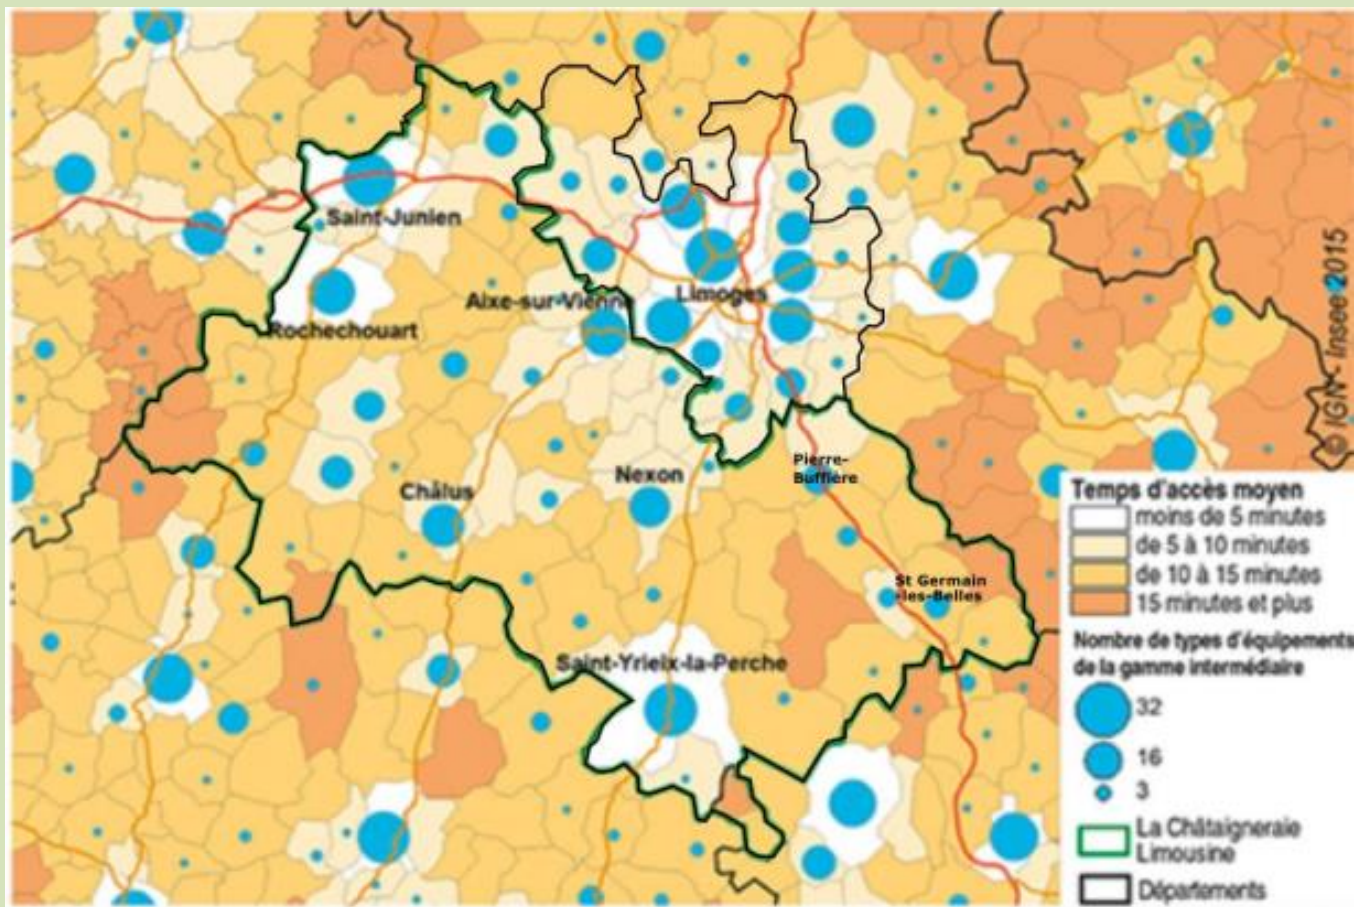 Saint-Junien
Rochechouart
Aixe-sur-Vienne
Limoges
Châlus
Nexon
Pierre-
Buffière
St Germain
-les-Belles
Saint-Yrieix-la-Perche
© IGN - Insee 2015
Temps d'accès moyen
moins de 5 minutes
de 5 à 10 minutes
de 10 à 15 minutes
15 minutes et plus
Nombre de types d'équipements
de la gamme intermédiaire
32
16
3
La Châtaigneraie
Limousine
Départements